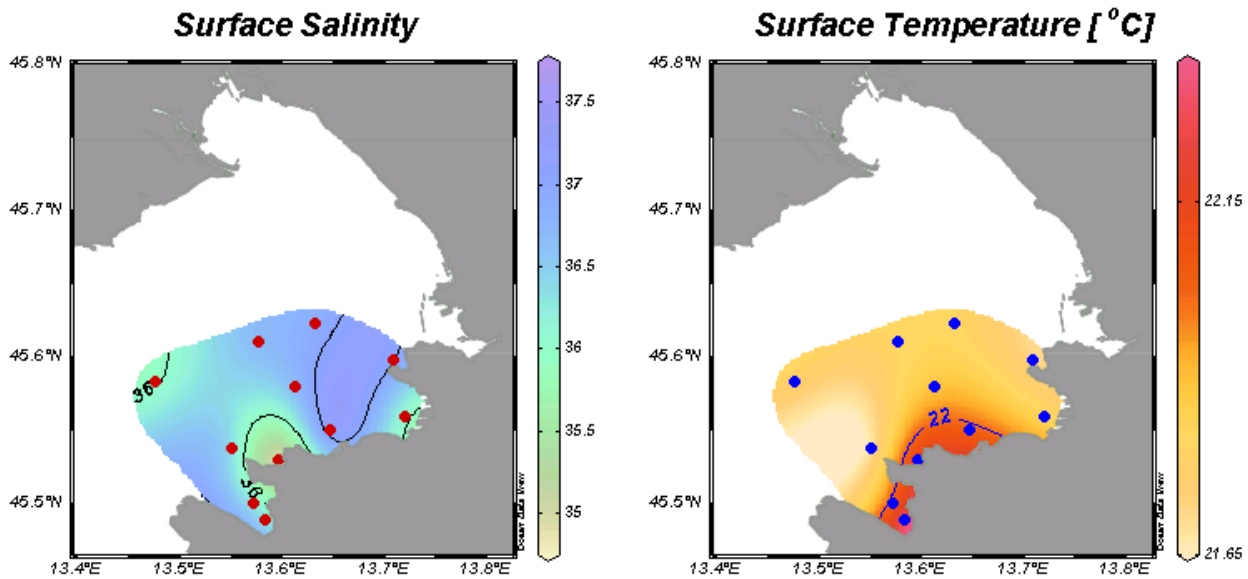 Surface Salinity
45.8°N
45.7°N
45.6°N
45.5°N
13.4°E 13.5°E 13.6°E 13.7°E 13.8°E
37.5
37
36.5
36
35.5
35
36
36
Ocean Data View
Surface Temperature [°C]
45.8°N
45.7°N
45.6°N
45.5°N
13.4°E 13.5°E 13.6°E 13.7°E 13.8°E
22.15
21.65
22
Ocean Data View